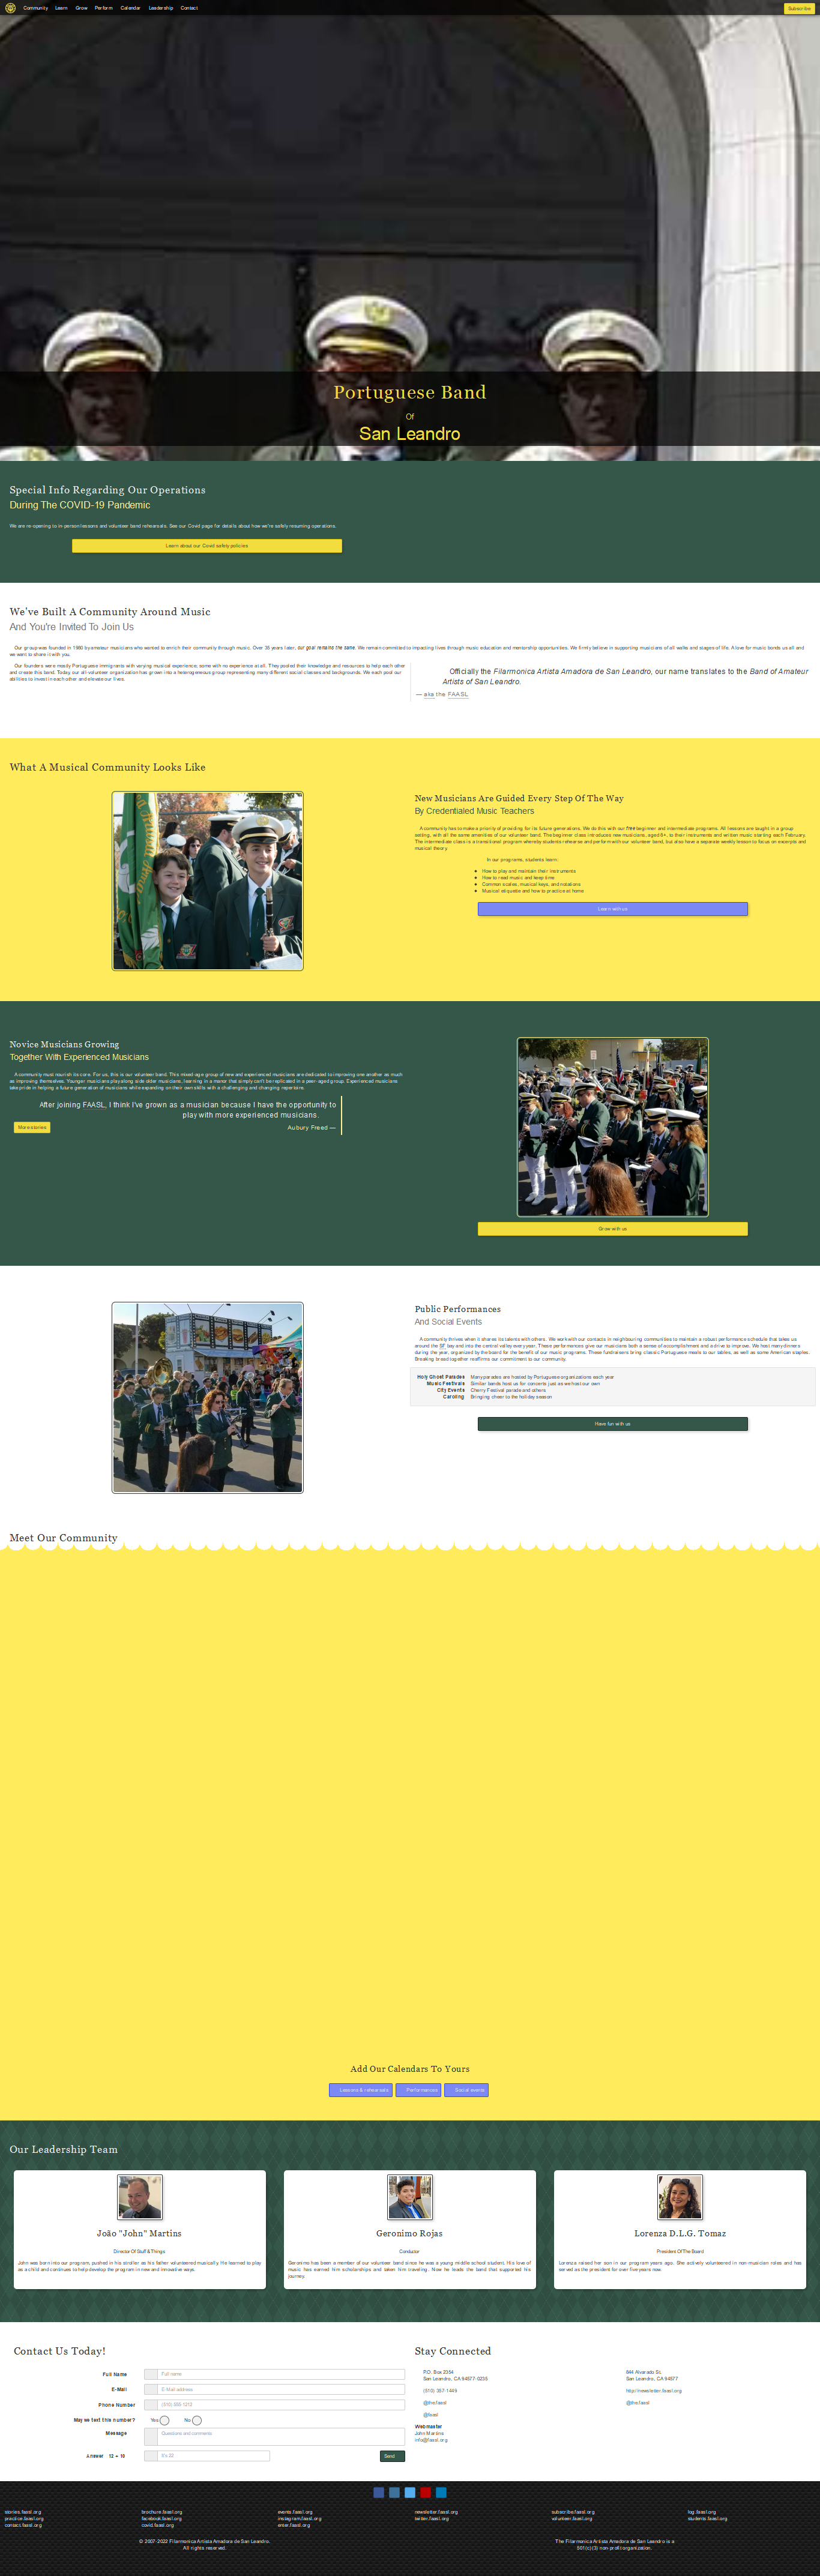 Community Learn Grow Perform Calendar Leadership Contact Subscribe
Portuguese Band
Of
San Leandro
Special Info Regarding Our Operations
During The COVID-19 Pandemic
We are re-opening to in-person lessons and volunteer band rehearsals. See our Covid page for details about how we're safely resuming operations.
Learn about our Covid safety policies
We've Built A Community Around Music
And You're Invited To Join Us
Our group was founded in 1980 by amateur musicians who wanted to enrich their community through music. Over 35 years later, our goal remains the same. We remain committed to impacting lives through music education and mentorship opportunities. We firmly believe in supporting musicians of all walks and stages of life. A love for music bonds us all and
we want to share it with you.
Our founders were mostly Portuguese immigrants with varying musical experience; some with no experience at all. They pooled their knowledge and resources to help each other
and create this band. Today, our all-volunteer organization has grown into a heterogeneous group representing many different social classes and backgrounds. We each pool our
abilities to invest in each other and elevate our lives.
Officially the Filarmonica Artista Amadora de San Leandro, our name translates to the Band of Amateur
Artists of San Leandro.
— aka the FAASL
What A Musical Community Looks Like
New Musicians Are Guided Every Step Of The Way
By Credentialed Music Teachers
A community has to make a priority of providing for its future generations. We do this with our free beginner and intermediate programs. All lessons are taught in a group
setting, with all the same amenities of our volunteer band. The beginner class introduces new musicians, aged 8+, to their instruments and written music starting each February.
The intermediate class is a transitional program whereby students rehearse and perform with our volunteer band, but also have a separate weekly lesson to focus on excerpts and
musical theory.
In our programs, students learn:
How to play and maintain their instruments
How to read music and keep time
Common scales, musical keys, and notations
Musical etiquette and how to practice at home
Learn with us
Novice Musicians Growing
Together With Experienced Musicians
A community must nourish its core. For us, this is our volunteer band. This mixed-age group of new and experienced musicians are dedicated to improving one another as much
as improving themselves. Younger musicians play along side older musicians, learning in a manor that simply can't be replicated in a peer-aged group. Experienced musicians
take pride in helping a future generation of musicians while expanding on their own skills with a challenging and changing repertoire.
After joining FAASL, I think I've grown as a musician because I have the opportunity to
play with more experienced musicians.
Aubury Freed —
More stories
Grow with us
Public Performances
And Social Events
A community thrives when it shares its talents with others. We work with our contacts in neighbouring communities to maintain a robust performance schedule that takes us
around the SF bay and into the central valley every year. These performances give our musicians both a sense of accomplishment and a drive to improve. We host many dinners
during the year, organized by the board for the benefit of our music programs. These fundraisers bring classic Portuguese meals to our tables, as well as some American staples.
Breaking bread together reaffirms our commitment to our community.
Holy Ghost Parades Many parades are hosted by Portuguese organizations each year
Music Festivals Similar bands host us for concerts just as we host our own
City Events Cherry Festival parade and others
Caroling Bringing cheer to the holiday season
Have fun with us
Meet Our Community
Add Our Calendars To Yours
Lessons & rehearsals Performances Social events
Our Leadership Team
João "John" Martins
Director Of Stuff & Things
John was born into our program, pushed in his stroller as his father volunteered musically. He learned to play
as a child and continues to help develop the program in new and innovative ways.
Geronimo Rojas
Conductor
Geronimo has been a member of our volunteer band since he was a young middle school student. His love of
music has earned him scholarships and taken him traveling. Now he leads the band that supported his
journey.
Lorenza D.L.G. Tomaz
President Of The Board
Lorenza raised her son in our program years ago. She actively volunteered in non-musician roles and has
served as the president for over five years now.
Contact Us Today!
Full Name Full name
E-Mail E-Mail address
Phone Number (510) 555-1212
May we text this number? Yes No
Message Questions and comments
Answer 12 + 10 It's 22
Send
Stay Connected
P.O. Box 2354
San Leandro, CA 94577-0235
(510) 357-1449
@the.faasl
@faasl
Webmaster
John Martins
info@faasl.org
San Leandro, CA 94577
http://newsletter.faasl.org
@the.faasl
stories.faasl.org brochure.faasl.org events.faasl.org newsletter.faasl.org subscribe.faasl.org log.faasl.org
practice.faasl.org facebook.faasl.org instagram.faasl.org twitter.faasl.org volunteer.faasl.org students.faasl.org
contact.faasl.org covid.faasl.org enter.faasl.org
© 2007-2022 Filarmonica Artista Amadora de San Leandro.
All rights reserved.
The Filarmonica Artista Amadora de San Leandro is a
501(c)(3) non-profit organization.